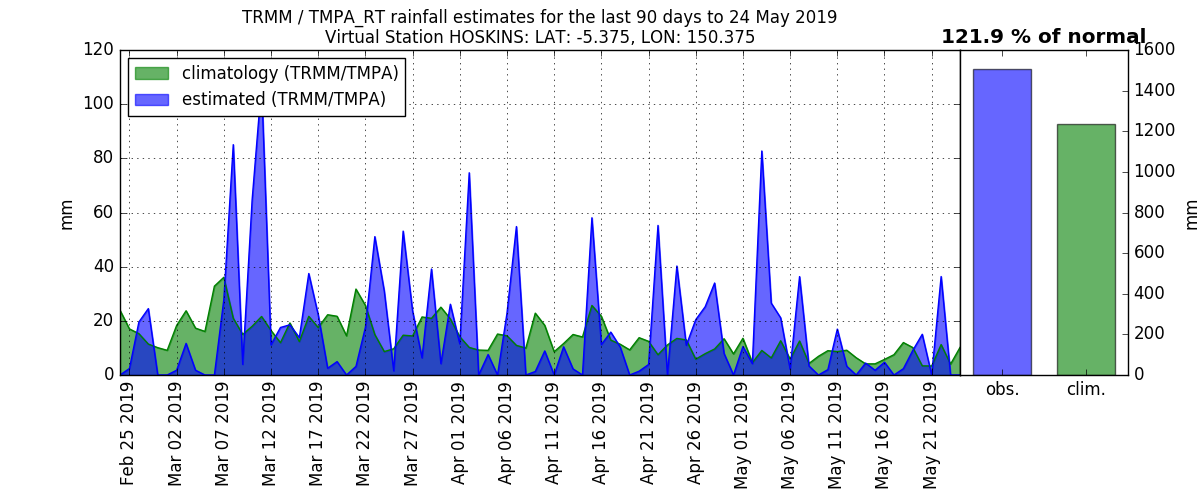 TRMM / TMPA_RT rainfall estimates for the last 90 days to 24 May 2019
Virtual Station HOSKINS: LAT: -5.375, LON: 150.375
121.9 % of normal
climatology (TRMM/TMPA)
estimated (TRMM/TMPA)
120
100
80
60
40
20
0
mm
Feb 25 2019
Mar 02 2019
Mar 07 2019
Mar 12 2019
Mar 17 2019
Mar 22 2019
Mar 27 2019
Apr 01 2019
Apr 06 2019
Apr 11 2019
Apr 16 2019
Apr 21 2019
Apr 26 2019
May 01 2019
May 06 2019
May 11 2019
May 16 2019
May 21 2019
1600
1400
1200
1000
800
600
400
200
0
mm
obs.
clim.